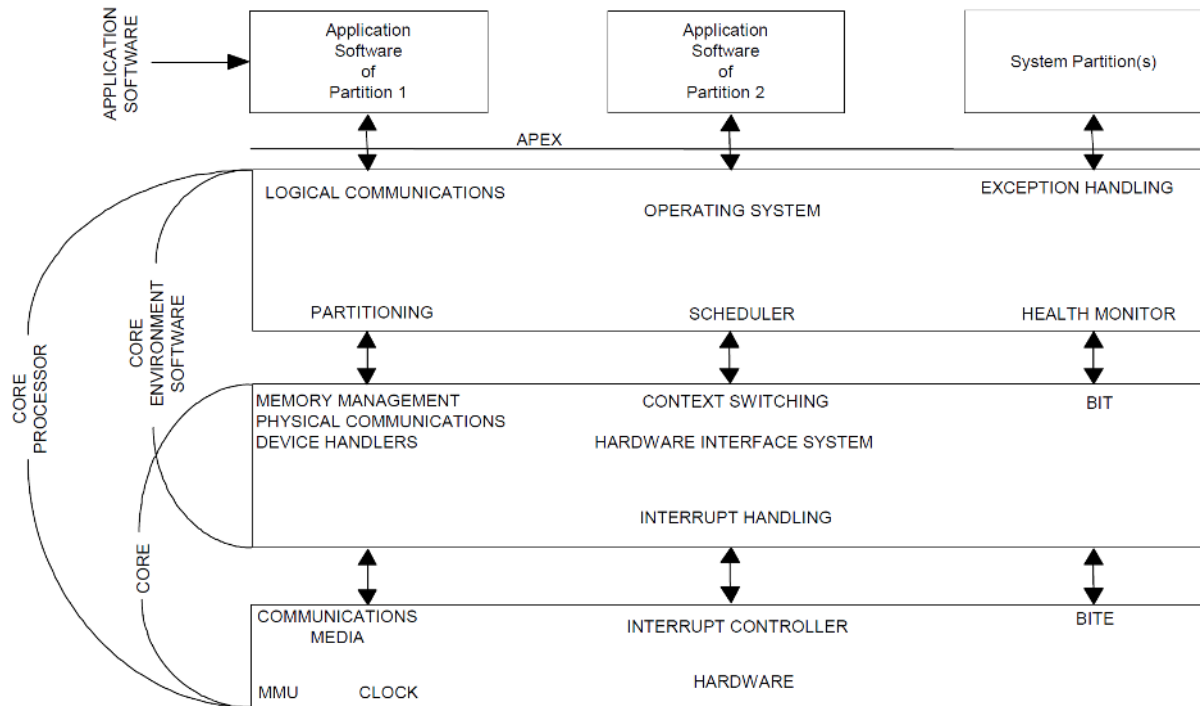 APPLICATION
SOFTWARE
Application
Software
of
Partition 1
Application
Software
of
Partition 2
System Partition(s)
APEX
LOGICAL COMMUNICATIONS
OPERATING SYSTEM
EXCEPTION HANDLING
PARTITIONING
SCHEDULER
HEALTH MONITOR
CORE
PROCESSOR
CORE
ENVIRONMENT
SOFTWARE
MEMORY MANAGEMENT
PHYSICAL COMMUNICATIONS
DEVICE HANDLERS
CONTEXT SWITCHING
HARDWARE INTERFACE SYSTEM
INTERRUPT HANDLING
BIT
CORE
COMMUNICATIONS
MEDIA
INTERRUPT CONTROLLER
BITE
HARDWARE
MMU
CLOCK